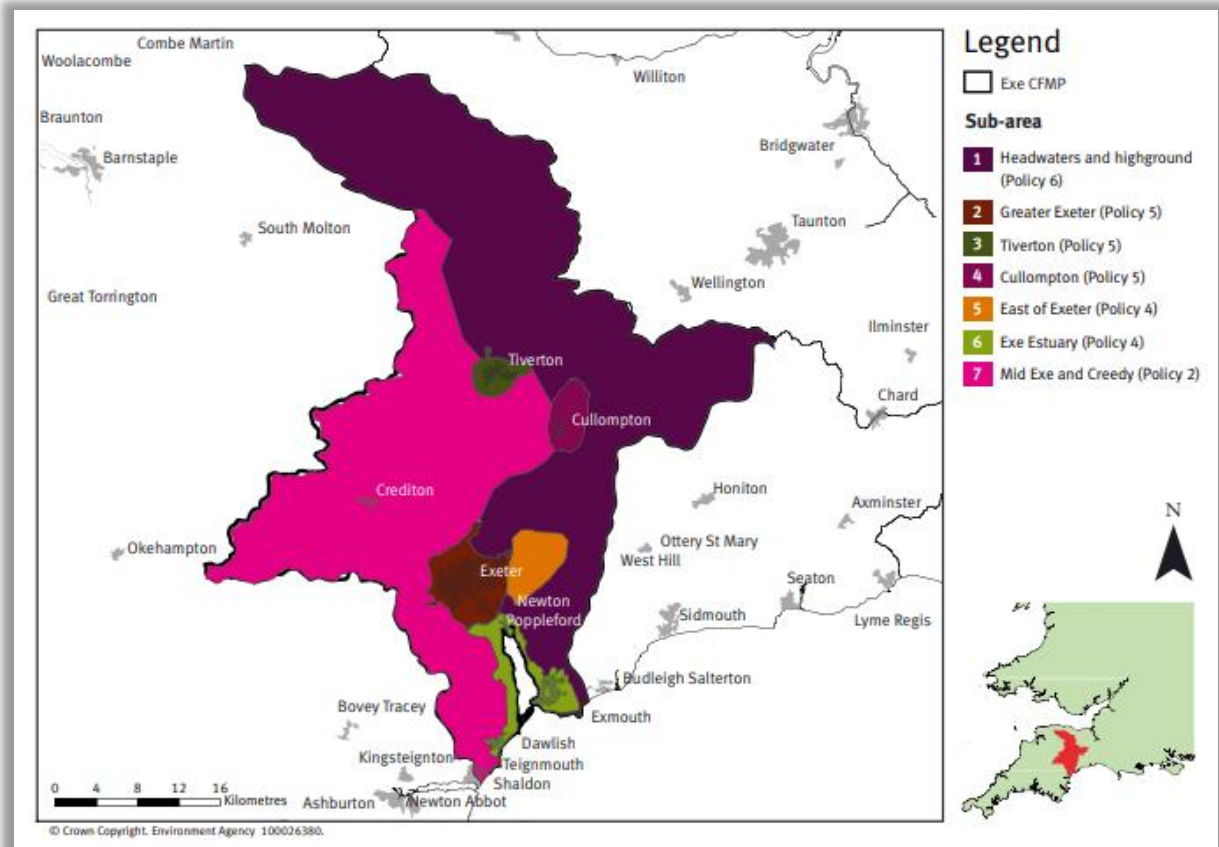 Combe Martin
Woolacombe
Williton
Braunton
Barnstaple
Bridgwater
South Molton
Taunton
Great Torrington
Wellington
Ilminster
Tiverton
Chard
Cullompton
Crediton
Honiton
Axminster
Okehampton
Ottery St Mary
West Hill
Exeter
Seaton
Newton
Poppleford
Sidmouth
Lyme Regis
Budleigh Salterton
Bovey Tracey
Exmouth
Dawlish
Kingsteignton
Teignmouth
Shaldon
Ashburton
Newton Abbot
0 4 8 12 16
Kilometres
© Crown Copyright. Environment Agency 100026380.
Legend
Exe CFMP
Sub-area
1 Headwaters and highground
(Policy 6)
2 Greater Exeter (Policy 5)
3 Tiverton (Policy 5)
4 Cullompton (Policy 5)
5 East of Exeter (Policy 4)
6 Exe Estuary (Policy 4)
7 Mid Exe and Creedy (Policy 2)
N